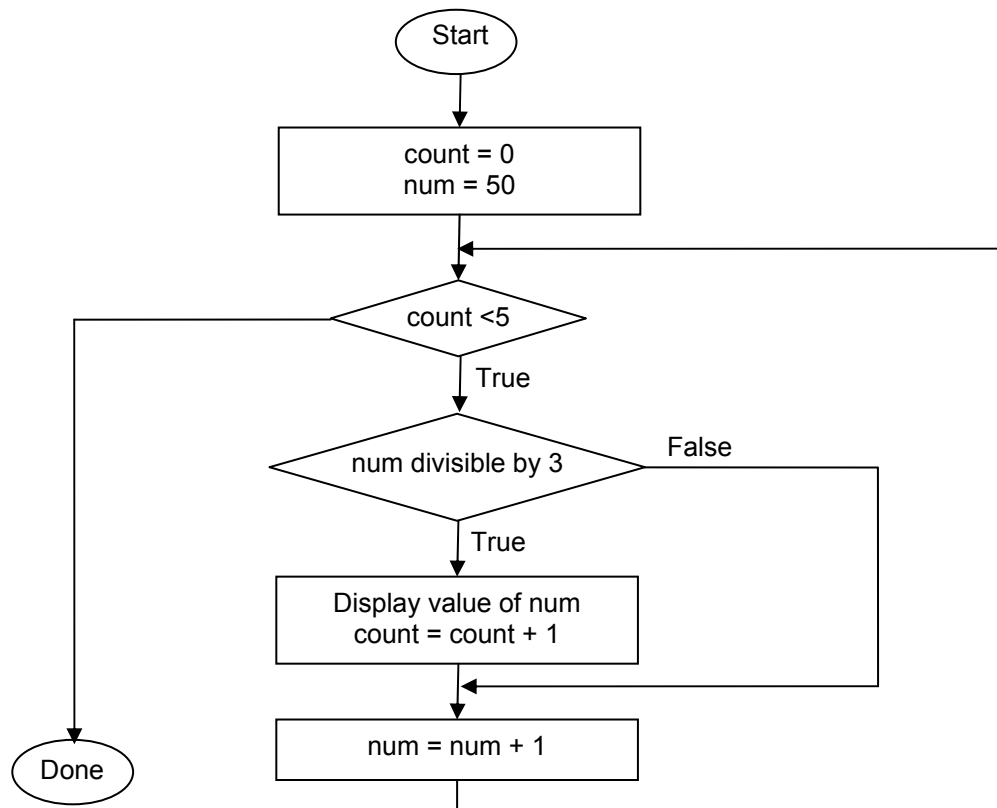 Start
count = 0
num = 50
count <5
True
num divisible by 3
False
True
Display value of num
count = count + 1
num = num + 1
Done